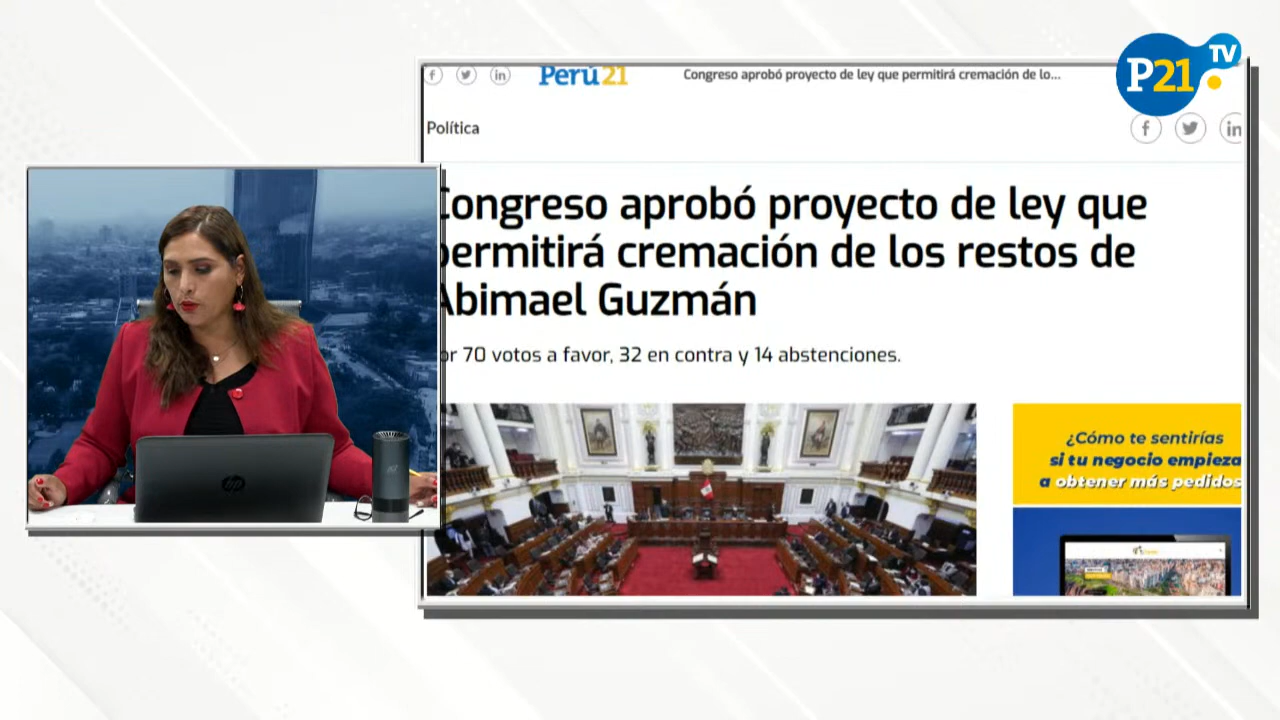 Perú21
Congreso aprobó proyecto de ley que permitirá cremación de lo...
P21 TV
Política
Congreso aprobó proyecto de ley que
permitirá cremación de los restos de
Abimael Guzmán
or 70 votos a favor, 32 en contra y 14 abstenciones.
¿Cómo te sentirías
si tu negocio empieza
a obtener más pedidos
hp